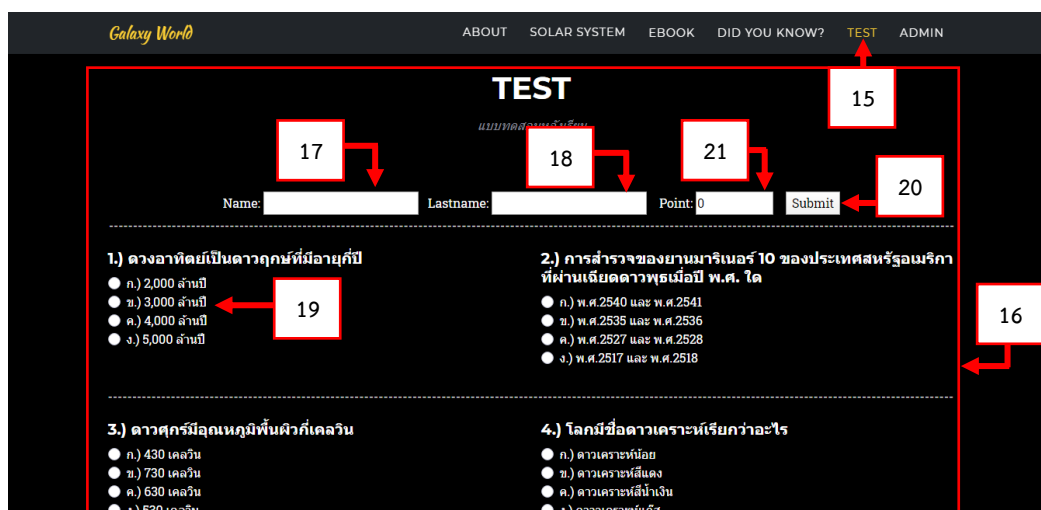 Galaxy World ABOUT SOLAR SYSTEM EBOOK DID YOU KNOW? TEST ADMIN
15
TEST
17
18
21
20
Name: Lastname: Point: 0 Submit
1.) ดวงอาทิตย์เป็นดาวฤกษ์ที่มีอายุกี่ปี
ก.) 2,000 ล้านปี
ข.) 3,000 ล้านปี
ค.) 4,000 ล้านปี
ง.) 5,000 ล้านปี
19
2.) การสำรวจของยานมาริเนอร์ 10 ของประเทศสหรัฐอเมริกา
ที่ผ่านเฉียดดาวพุธเมื่อปี พ.ศ. ใด
ก.) พ.ศ.2540 และ พ.ศ.2541
ข.) พ.ศ.2535 และ พ.ศ.2536
ค.) พ.ศ.2527 และ พ.ศ.2528
ง.) พ.ศ.2517 และ พ.ศ.2518
16
3.) ดาวศุกร์มีอุณหภูมิพื้นผิวกี่เคลวิน
ก.) 430 เคลวิน
ข.) 730 เคลวิน
ค.) 630 เคลวิน
4.) โลกมีชื่อดาวเคราะห์เรียกว่าอะไร
ก.) ดาวเคราะห์น้อย
ข.) ดาวเคราะห์สีแดง
ค.) ดาวเคราะห์สีน้ำเงิน